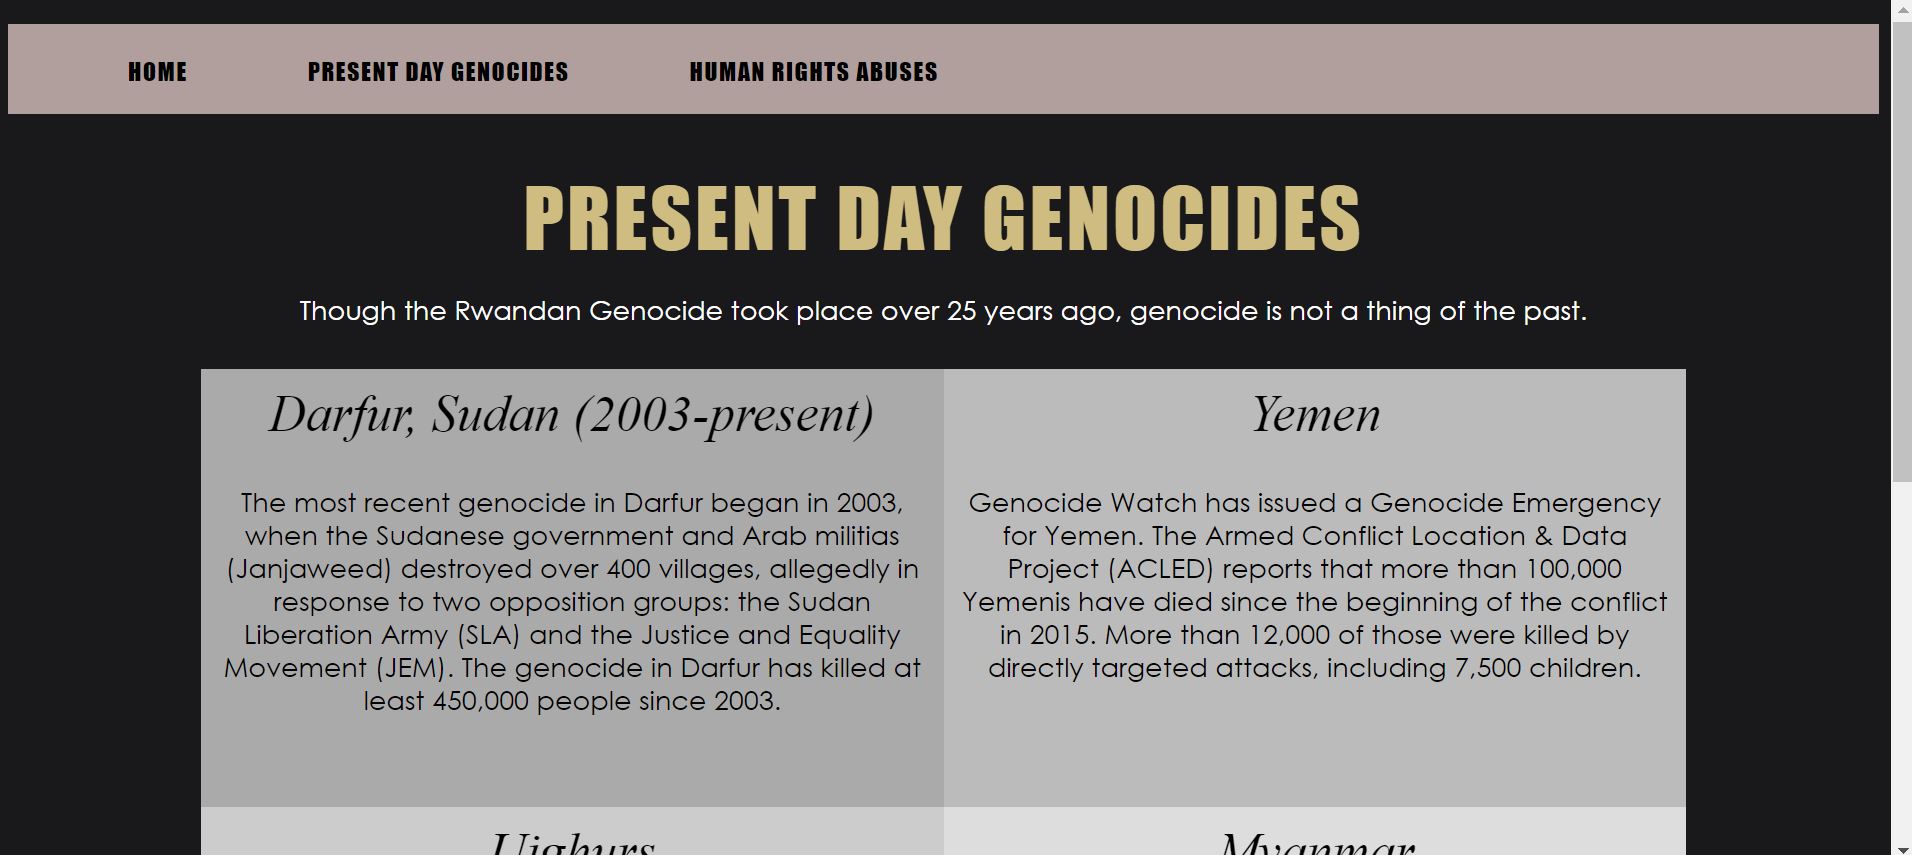 HOME PRESENT DAY GENOCIDES HUMAN RIGHTS ABUSES
PRESENT DAY GENOCIDES
Though the Rwandan Genocide took place over 25 years ago, genocide is not a thing of the past.
Darfur, Sudan (2003-present)
The most recent genocide in Darfur began in 2003,
when the Sudanese government and Arab militias
(Janjaweed) destroyed over 400 villages, allegedly in
response to two opposition groups: the Sudan
Liberation Army (SLA) and the Justice and Equality
Movement (JEM). The genocide in Darfur has killed at
least 450,000 people since 2003.
Yemen
Genocide Watch has issued a Genocide Emergency
for Yemen. The Armed Conflict Location & Data
Project (ACLED) reports that more than 100,000
Yemenis have died since the beginning of the conflict
in 2015. More than 12,000 of those were killed by
directly targeted attacks, including 7,500 children.
Uighurs
Myanmar